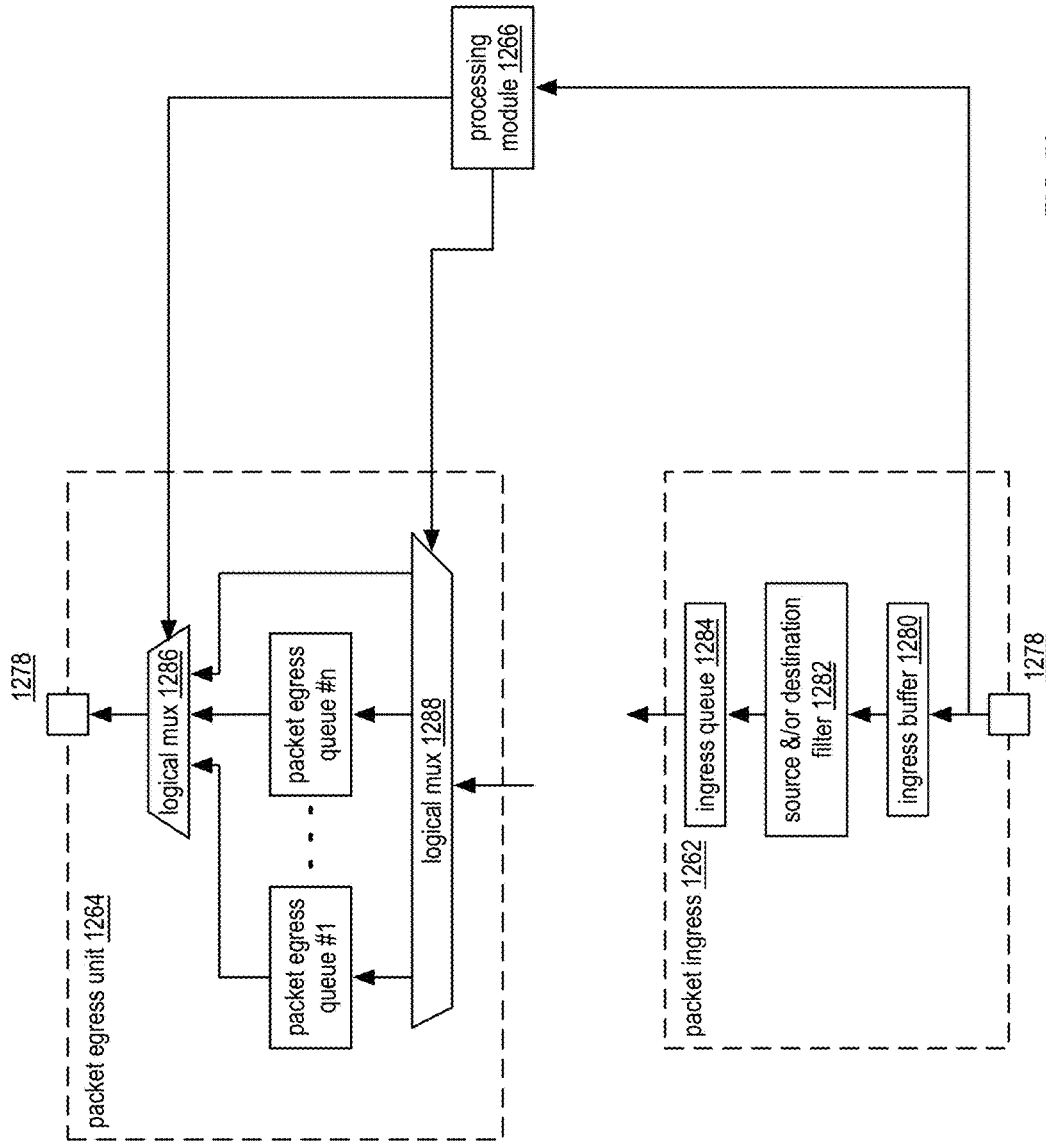 1278
packet egress unit 1264
logical mux 1286
packet egress
queue #1
packet egress
queue #n
logical mux 1288
processing
module 1266
packet ingress 1262
ingress queue 1284
source &/or destination
filter 1282
ingress buffer 1280
1278